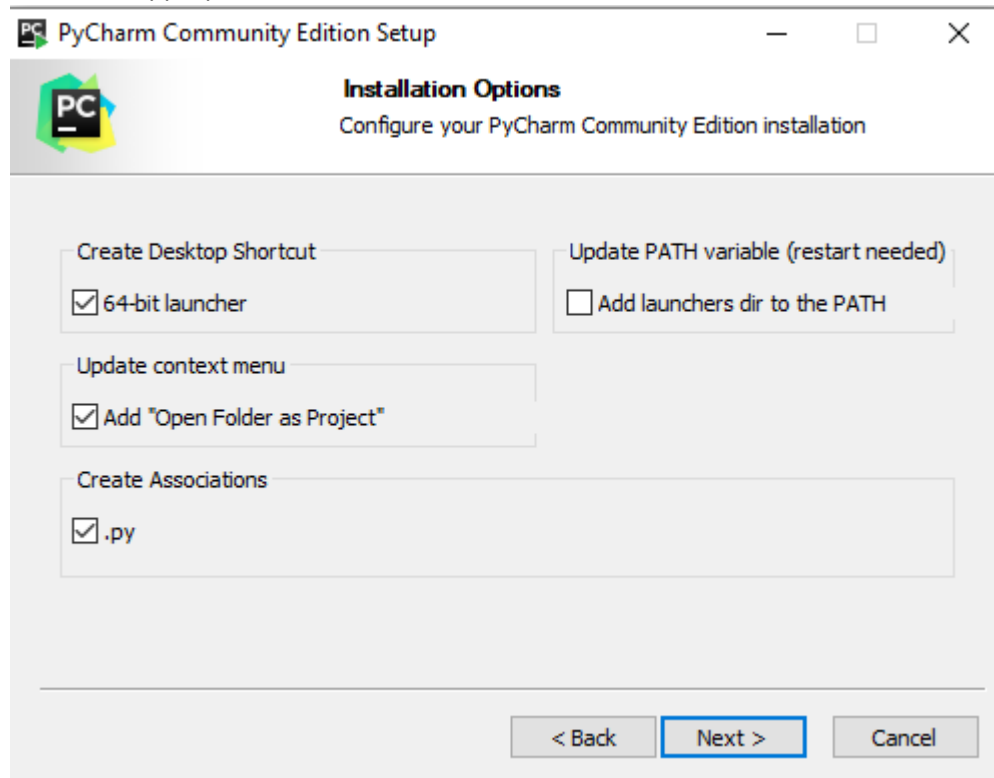 PC PyCharm Community Edition Setup
PC
Installation Options
Configure your PyCharm Community Edition installation
Create Desktop Shortcut
64-bit launcher
Update PATH variable (restart needed)
Add launchers dir to the PATH
Update context menu
Add "Open Folder as Project"
Create Associations
.py
< Back Next > Cancel